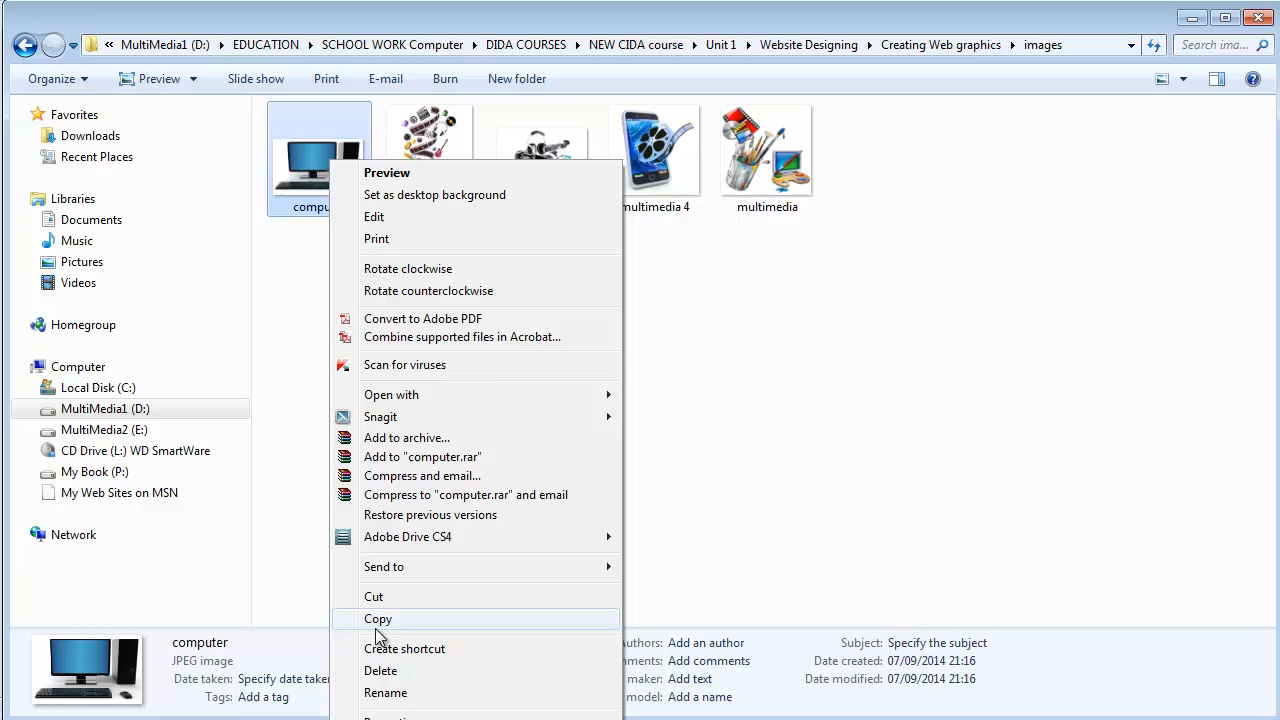 « MultiMedia1 (D:) EDUCATION SCHOOL WORK Computer DIDA COURSES NEW CIDA course Unit 1 Website Designing Creating Web graphics images Search ima...
Organize Preview Slide show Print E-mail Burn New folder
Favorites
Downloads
Recent Places
Libraries
Documents
Music
Pictures
Videos
Homegroup
Computer
Local Disk (C:)
MultiMedia1 (D:)
MultiMedia2 (E:)
CD Drive (L:) WD SmartWare
My Book (P:)
My Web Sites on MSN
Network
multimedia 4 multimedia
Preview
Set as desktop background
Edit
Print
Rotate clockwise
Rotate counterclockwise
Convert to Adobe PDF
Combine supported files in Acrobat...
Scan for viruses
Open with
Snagit
Add to archive...
Add to "computer.rar"
Compress and email...
Compress to "computer.rar" and email
Restore previous versions
Adobe Drive CS4
Send to
Cut
Copy
Create shortcut
Delete
Rename
computer
JPEG image
Date taken: Specify date
Tags: Add a tag
Authors: Add an author
Add comments
maker: Add text
model: Add a name
Subject: Specify the subject
Date created: 07/09/2014 21:16
Date modified: 07/09/2014 21:16